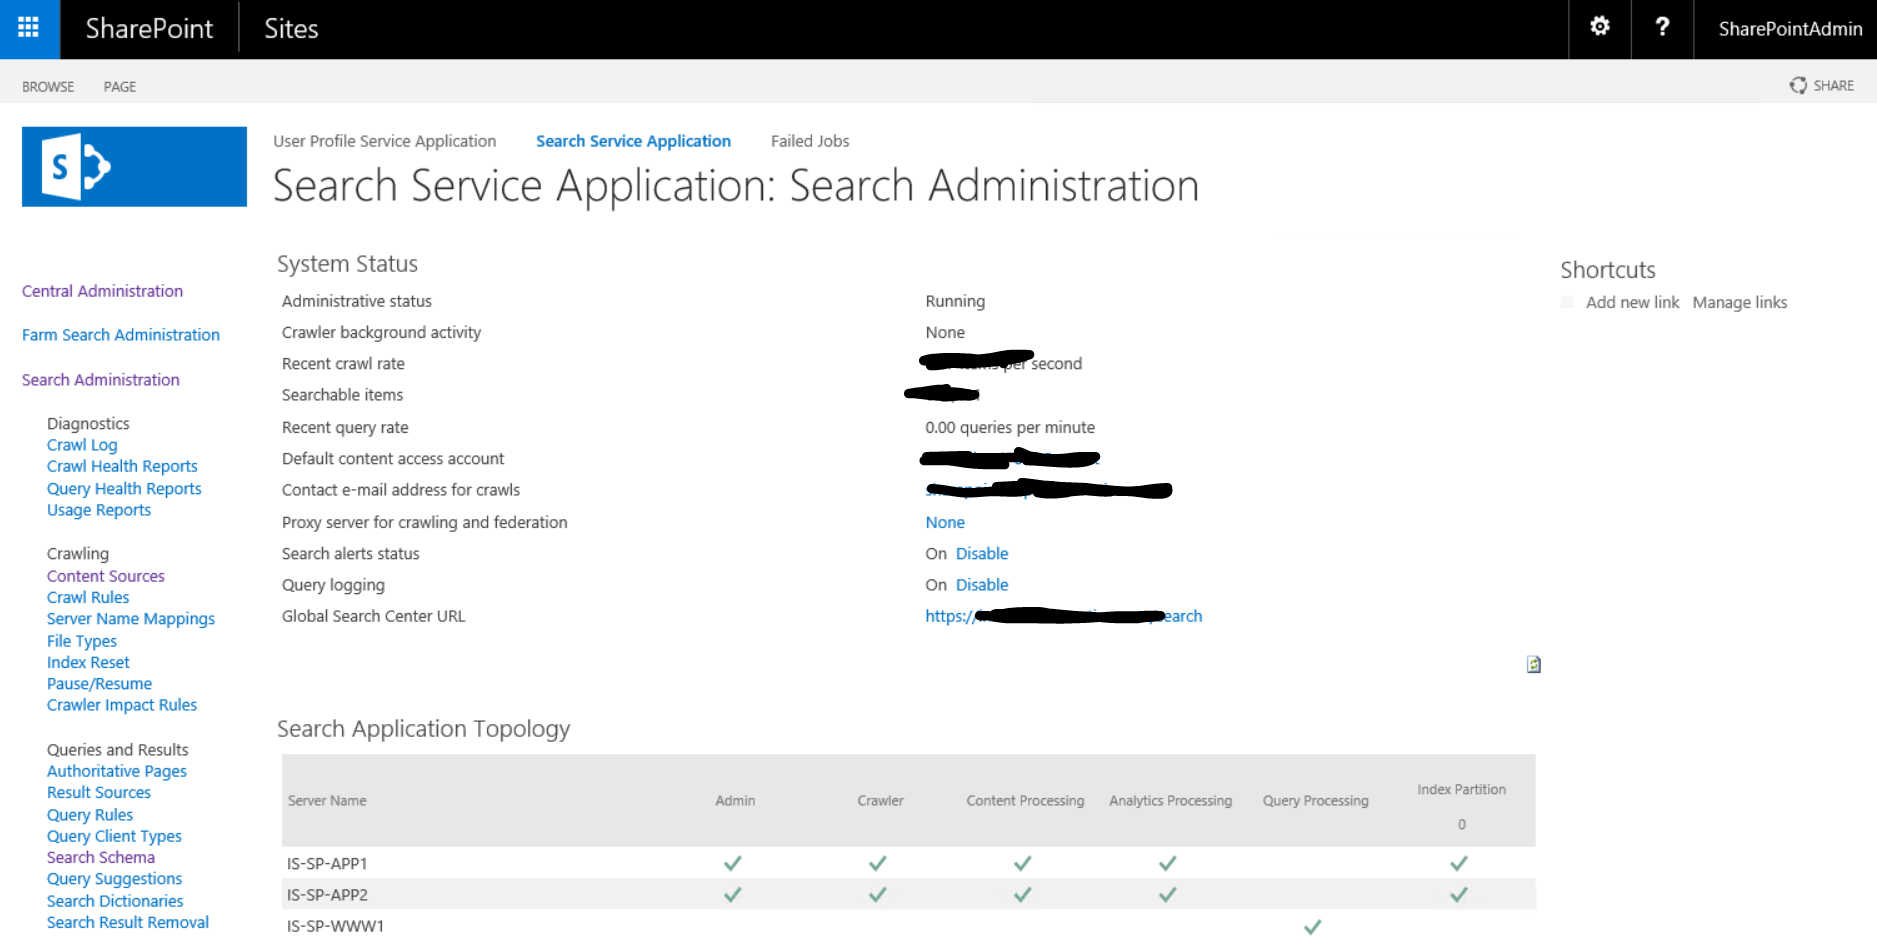 SharePoint Sites ? SharePointAdmin
BROWSE PAGE SHARE
S
User Profile Service Application Search Service Application Failed Jobs
Search Service Application: Search Administration
Central Administration
Farm Search Administration
Search Administration
Diagnostics
Crawl Log
Crawl Health Reports
Query Health Reports
Usage Reports
Crawling
Content Sources
Crawl Rules
Server Name Mappings
File Types
Index Reset
Pause/Resume
Crawler Impact Rules
Queries and Results
Authoritative Pages
Result Sources
Query Rules
Query Client Types
Search Schema
Query Suggestions
Search Dictionaries
Search Result Removal
System Status
Administrative status Running
Crawler background activity None
Recent crawl rate per second
Searchable items
Recent query rate 0.00 queries per minute
Default content access account
Contact e-mail address for crawls
Proxy server for crawling and federation None
Search alerts status On Disable
Query logging On Disable
Global Search Center URL https:// search
Shortcuts
Add new link Manage links
Search Application Topology
Server Name Admin Crawler Content Processing Analytics Processing Query Processing Index Partition
0
IS-SP-APP1 ✓ ✓ ✓ ✓ ✓
IS-SP-APP2 ✓ ✓ ✓ ✓ ✓
IS-SP-WWW1 ✓